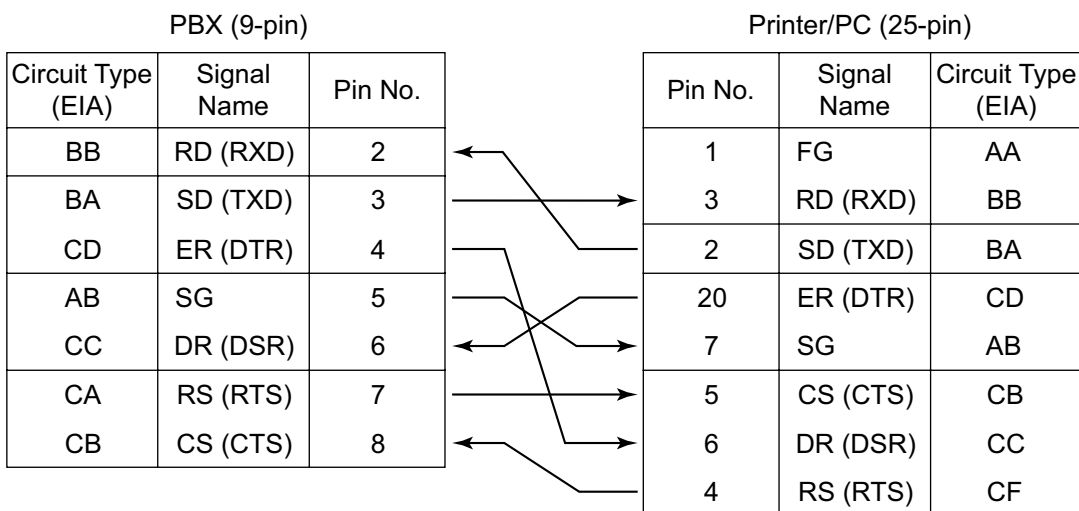 PBX (9-pin)
Circuit Type (EIA) Signal Name Pin No.
BB RD (RXD) 2
BA SD (TXD) 3
CD ER (DTR) 4
AB SG 5
CC DR (DSR) 6
CA RS (RTS) 7
CB CS (CTS) 8
Printer/PC (25-pin)
Pin No. Signal Name Circuit Type (EIA)
1 FG AA
3 RD (RXD) BB
2 SD (TXD) BA
20 ER (DTR) CD
7 SG AB
5 CS (CTS) CB
6 DR (DSR) CC
4 RS (RTS) CF